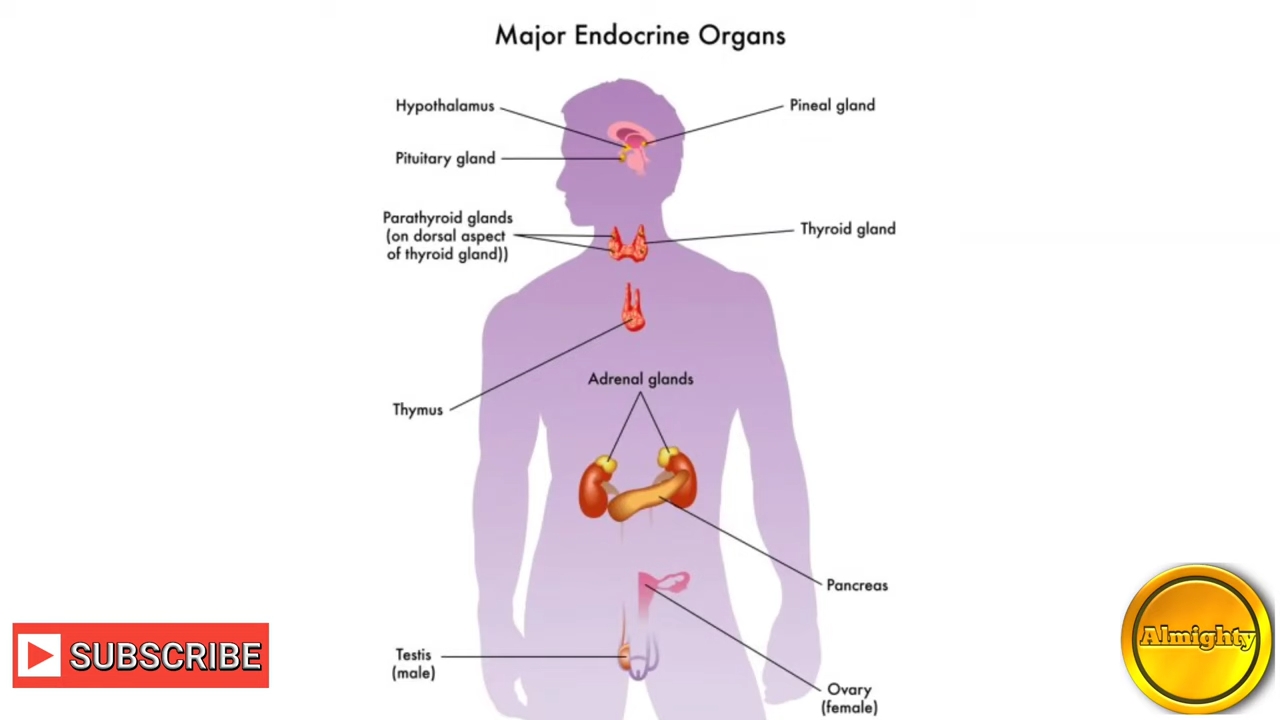 Major Endocrine Organs
Hypothalamus
Pineal gland
Pituitary gland
Parathyroid glands
(on dorsal aspect
of thyroid gland))
Thyroid gland
Adrenal glands
Thymus
Pancreas
SUBSCRIBE
Almighty
Testis
(male)
Ovary
(female)